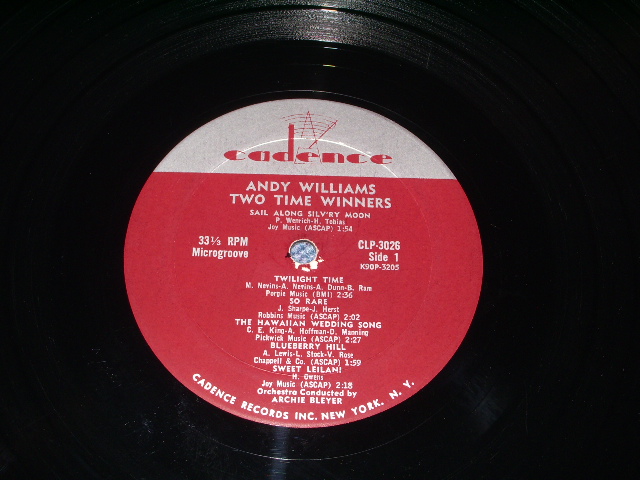 cadence
ANDY WILLIAMS
TWO TIME WINNERS
SAIL ALONG SILV'RY MOON
P. Wenrich-H. Tobias
Joy Music (ASCAP) 1:54
33⅓ RPM
Microgroove
CLP-3026
Side 1
K90P-3205
TWILIGHT TIME
M. Nevins-A. Nevins-A. Dunn-B. Ram
Porgie Music (BMI) 2:36
SO RARE
J. Sharpe-J. Herst
Robbins Music (ASCAP) 2:02
THE HAWAIIAN WEDDING SONG
C. E. King-A. Hoffman-D. Manning
Pickwick Music (ASCAP) 2:27
BLUEBERRY HILL
A. Lewis-L. Stock-V. Rose
Chappell & Co. (ASCAP) 1:59
SWEET LEILANI
H. Owens
Joy Music (ASCAP) 2:18
Orchestra Conducted by
ARCHIE BLEYER
CADENCE RECORDS INC. NEW YORK. N. Y.